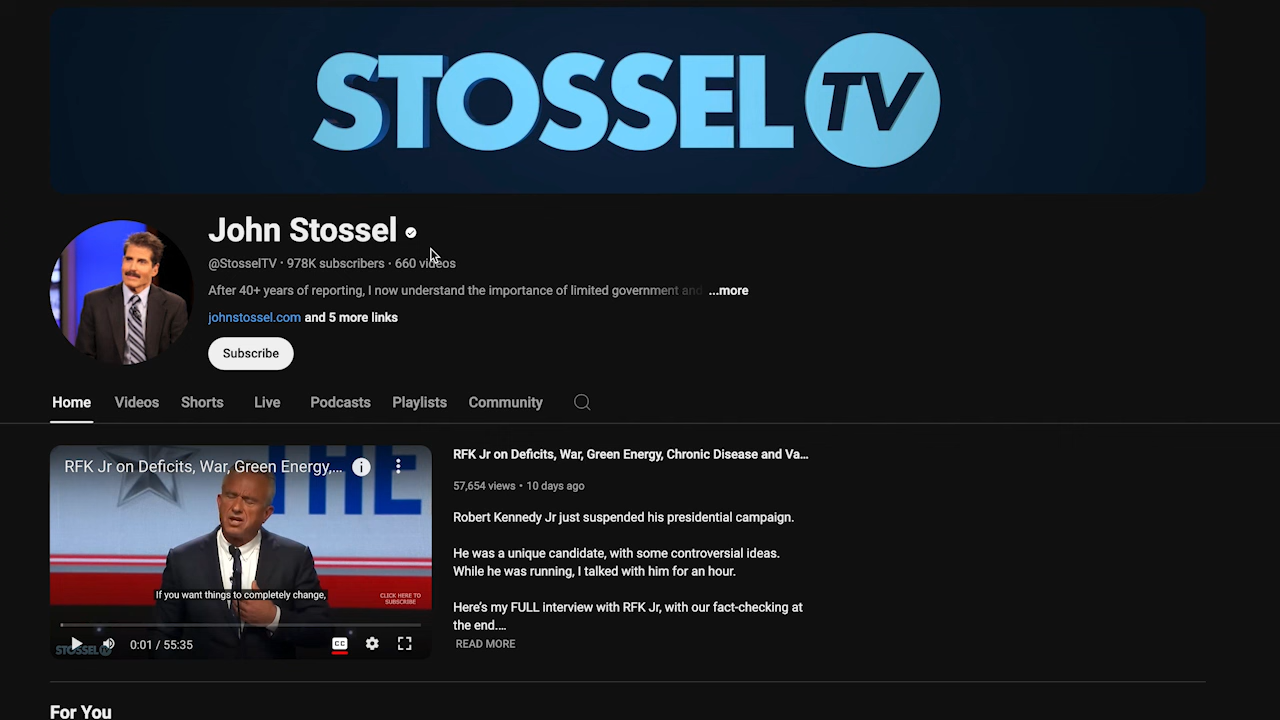 STOSSEL TV
John Stossel
@StosselTV · 978K subscribers · 660 videos
After 40+ years of reporting, I now understand the importance of limited government and ...more
johnstossel.com and 5 more links
Subscribe
Home Videos Shorts Live Podcasts Playlists Community
RFK Jr on Deficits, War, Green Energy,...
THE
If you want things to completely change,
CLICK HERE TO
SUBSCRIBE
STOSSEL TV
0:01 / 55:35
CC
RFK Jr on Deficits, War, Green Energy, Chronic Disease and Va...
57,654 views · 10 days ago
Robert Kennedy Jr just suspended his presidential campaign.
He was a unique candidate, with some controversial ideas.
While he was running, I talked with him for an hour.
Here's my FULL interview with RFK Jr, with our fact-checking at
the end....
READ MORE
For You